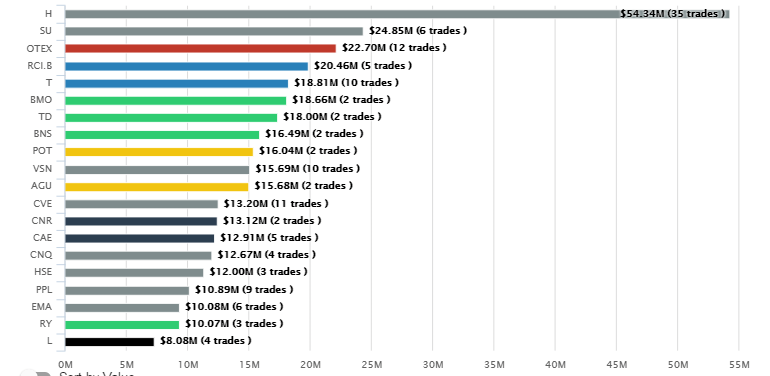 H $54.34M (35 trades )
SU $24.85M (6 trades )
OTEX $22.70M (12 trades )
RCI.B $20.46M (5 trades )
T $18.81M (10 trades )
BMO $18.66M (2 trades )
TD $18.00M (2 trades )
BNS $16.49M (2 trades )
POT $16.04M (2 trades )
VSN $15.69M (10 trades )
AGU $15.68M (2 trades )
CVE $13.20M (11 trades )
CNR $13.12M (2 trades )
CAE $12.91M (5 trades )
CNQ $12.67M (4 trades )
HSE $12.00M (3 trades )
PPL $10.89M (9 trades )
EMA $10.08M (6 trades )
RY $10.07M (3 trades )
L $8.08M (4 trades )
0M 5M 10M 15M 20M 25M 30M 35M 40M 45M 50M 55M
Sort by Value